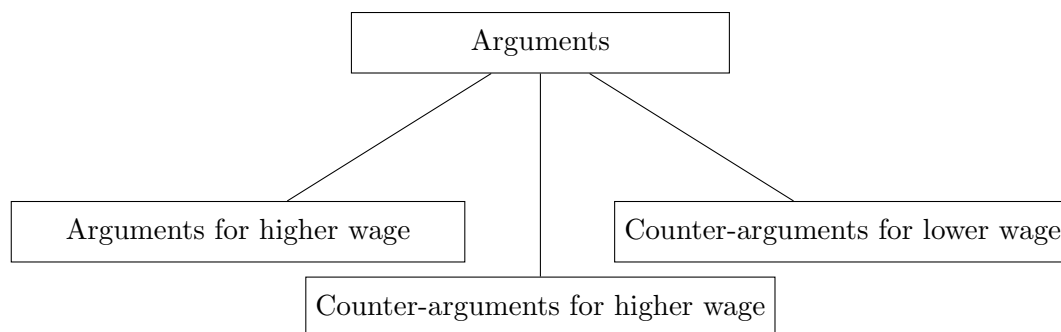 Arguments
Arguments for higher wage
Counter-arguments for lower wage
Counter-arguments for higher wage